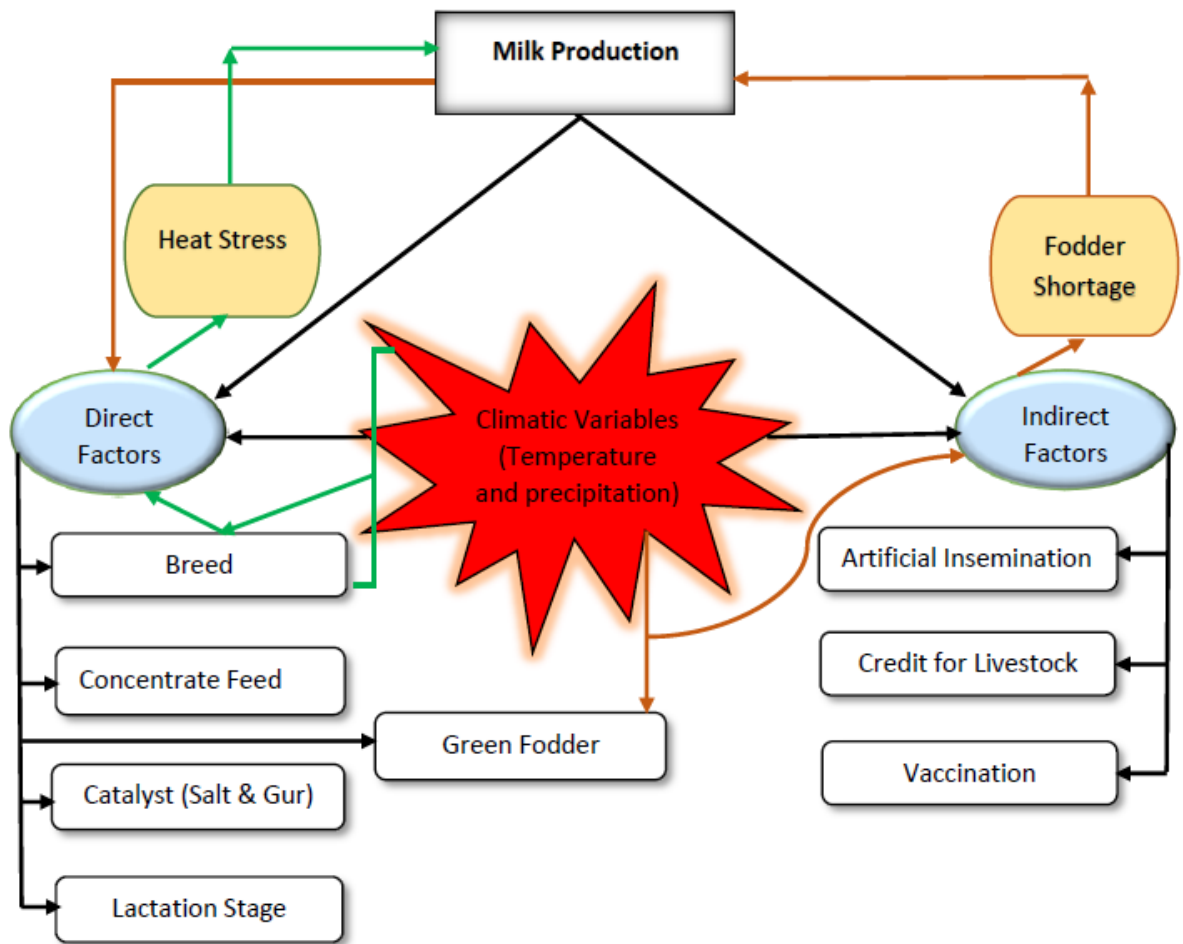 Milk Production
Heat Stress
Fodder
Shortage
Climatic Variables
(Temperature
and precipitation)
Direct
Factors
Indirect
Factors
Breed
Artificial Insemination
Concentrate Feed
Credit for Livestock
Green Fodder
Catalyst (Salt & Gur)
Vaccination
Lactation Stage